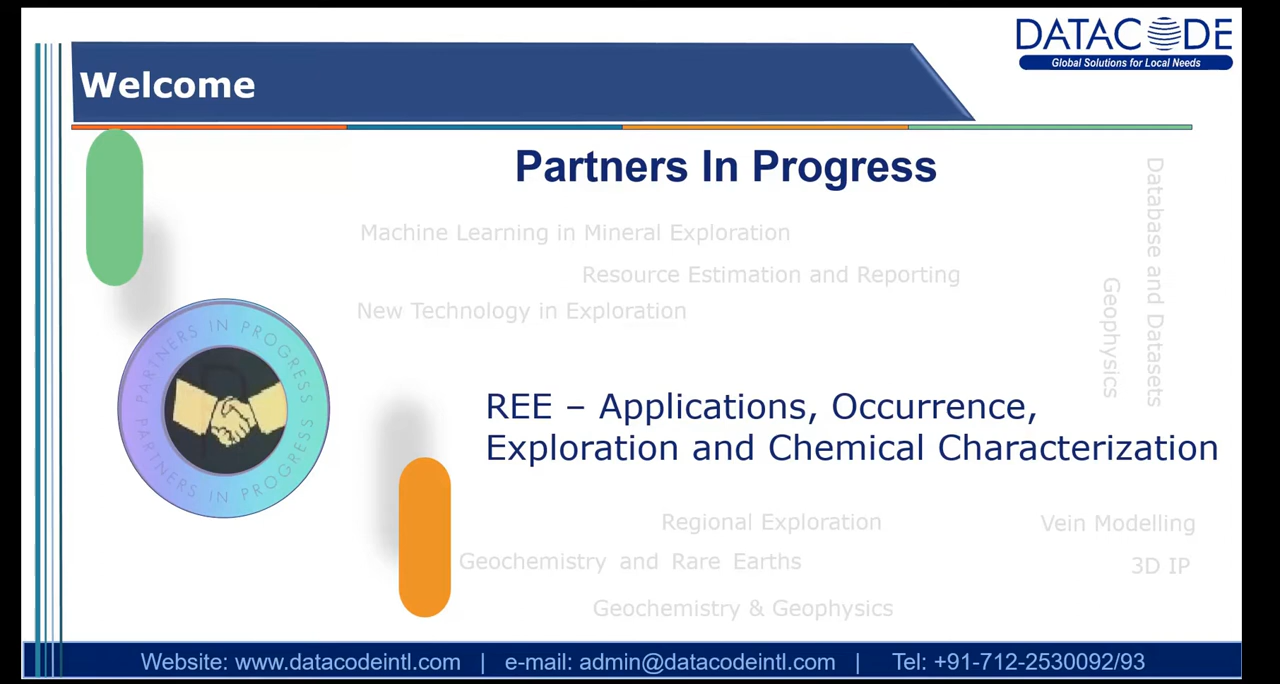 DATACODE
Global Solutions for Local Needs
Welcome
Partners In Progress
Machine Learning in Mineral Exploration
Resource Estimation and Reporting
New Technology in Exploration
Database and Datasets
Geophysics
PARTNERS IN PROGRESS
PARTNERS IN PROGRESS
REE – Applications, Occurrence,
Exploration and Chemical Characterization
Regional Exploration
Vein Modelling
Geochemistry and Rare Earths
3D IP
Geochemistry & Geophysics
Website: www.datacodeintl.com | e-mail: admin@datacodeintl.com | Tel: +91-712-2530092/93